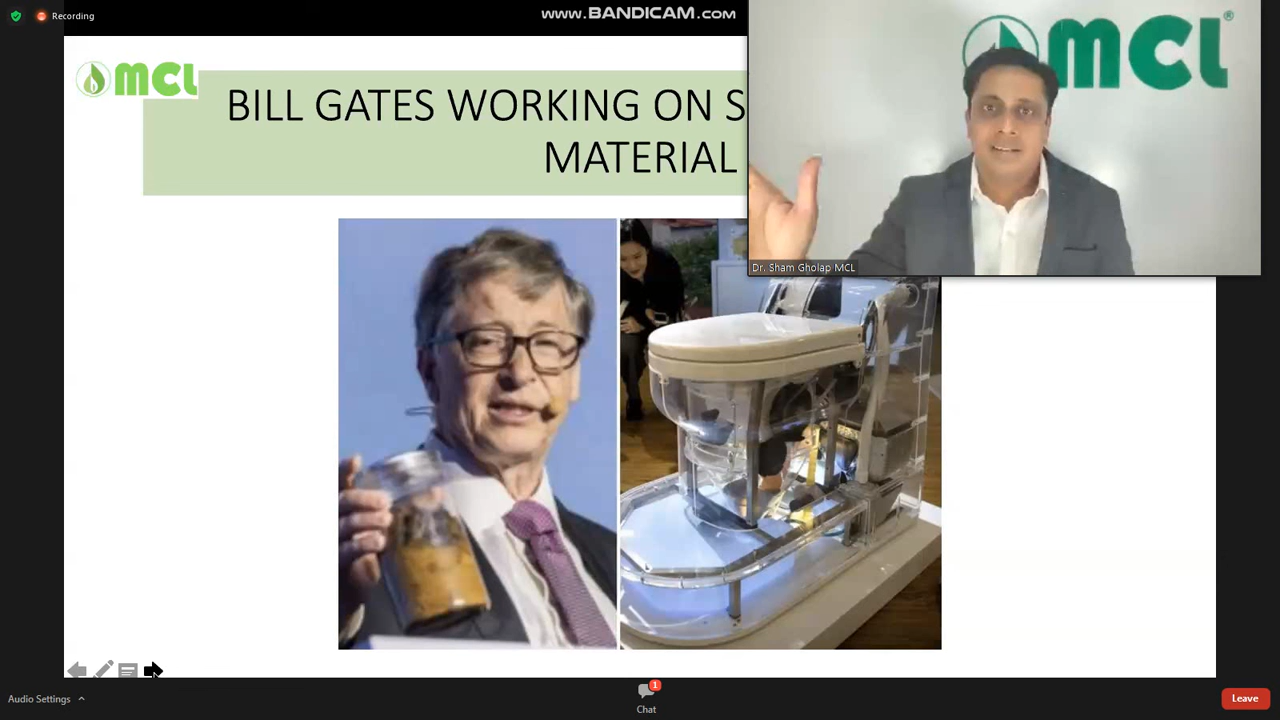 Recording
WWW.BANDICAM.COM
MCL
BILL GATES WORKING ON S
MATERIAL
MCL®
Dr. Sham Gholap MCL
Audio Settings
1
Chat
Leave